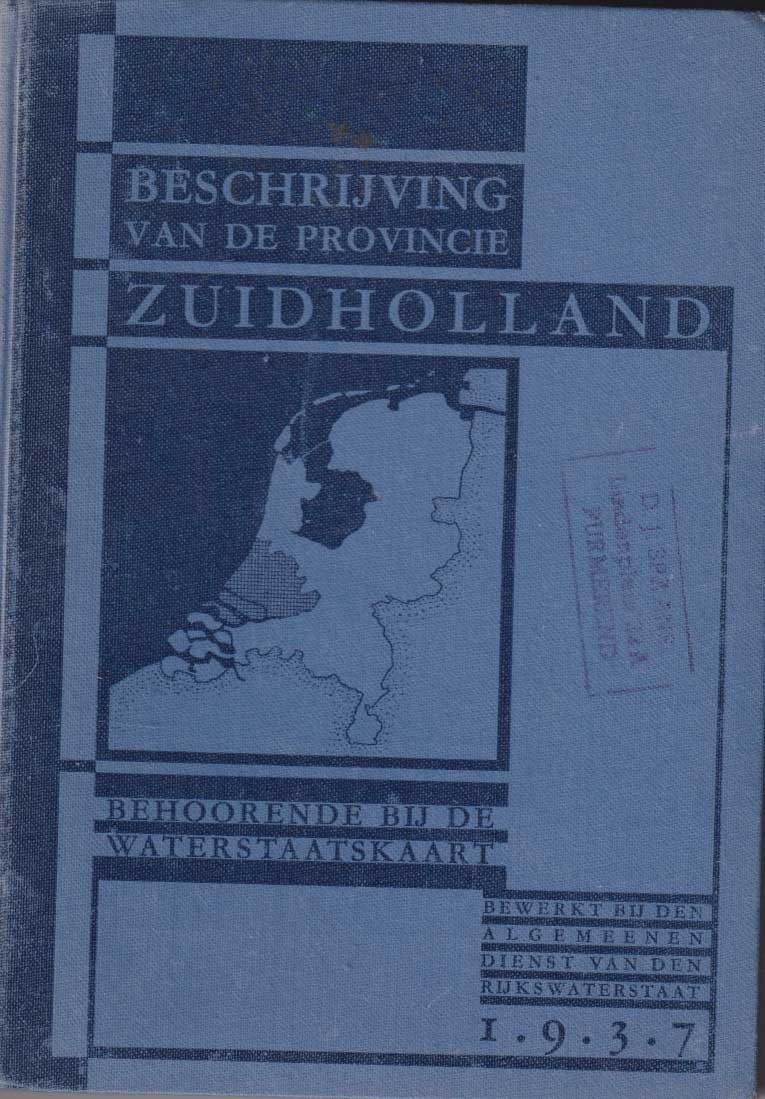 BESCHRIJVING
VAN DE PROVINCIE
ZUIDHOLLAND
BEHOORENDE BIJ DE
WATERSTAATSKAART
BEWERKT BIJ DEN
ALGEMEENEN
DIENST VAN DEN
RIJKSWATERSTAAT
1.9.3.7
D.J.
PURMEREND